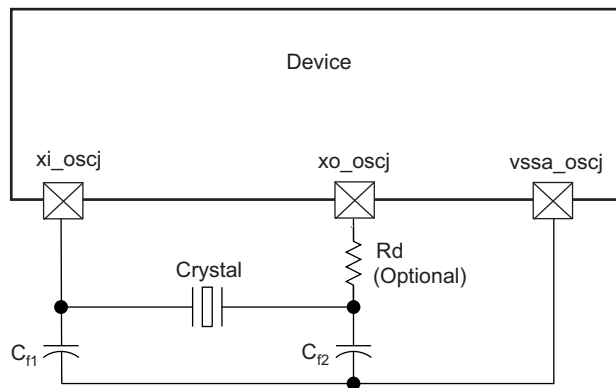 Device
xi_oscj
xo_oscj
vssa_oscj
Rd
(Optional)
Crystal
Cf1
Cf2